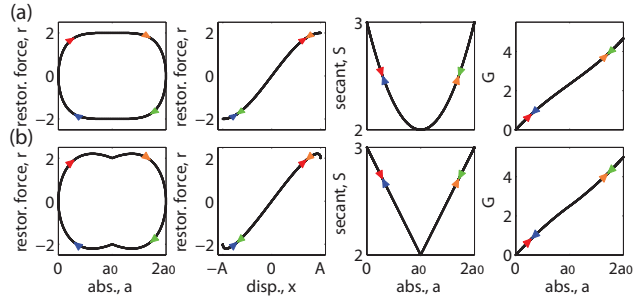 (a)
restor. force, r
2
0
−2
restor. force, r
2
0
−2
secant, S
3
2
G
4
2
0
(b)
restor. force, r
2
0
−2
0
a0
2a0
abs., a
restor. force, r
2
0
−2
−A
0
A
disp., x
secant, S
3
2
0
a0
2a0
abs., a
G
4
2
0
0
a0
2a0
abs., a